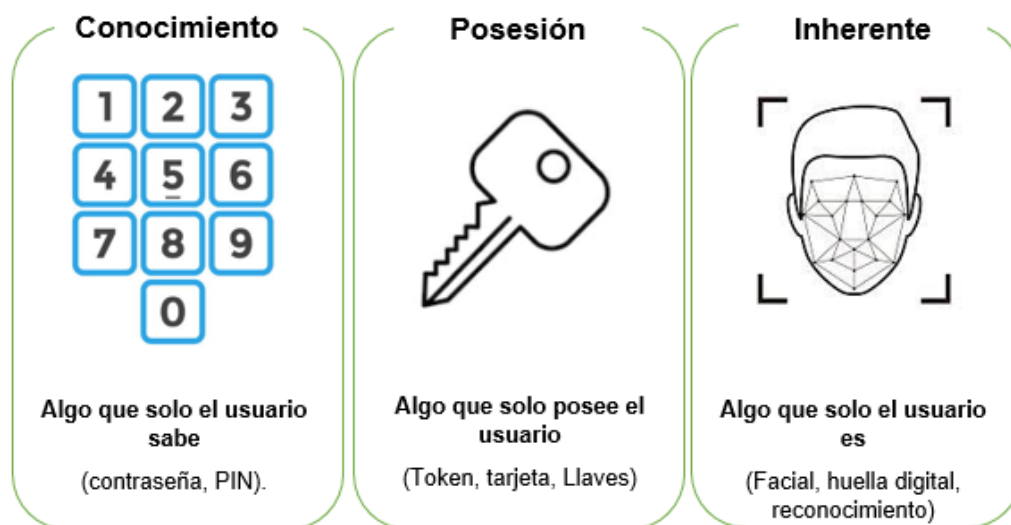 Conocimiento
1 2 3
4 5 6
7 8 9
0
Algo que solo el usuario
sabe
(contraseña, PIN).
Posesión
Algo que solo posee el
usuario
(Token, tarjeta, Llaves)
Inherente
Algo que solo el usuario
es
(Facial, huella digital,
reconocimiento)